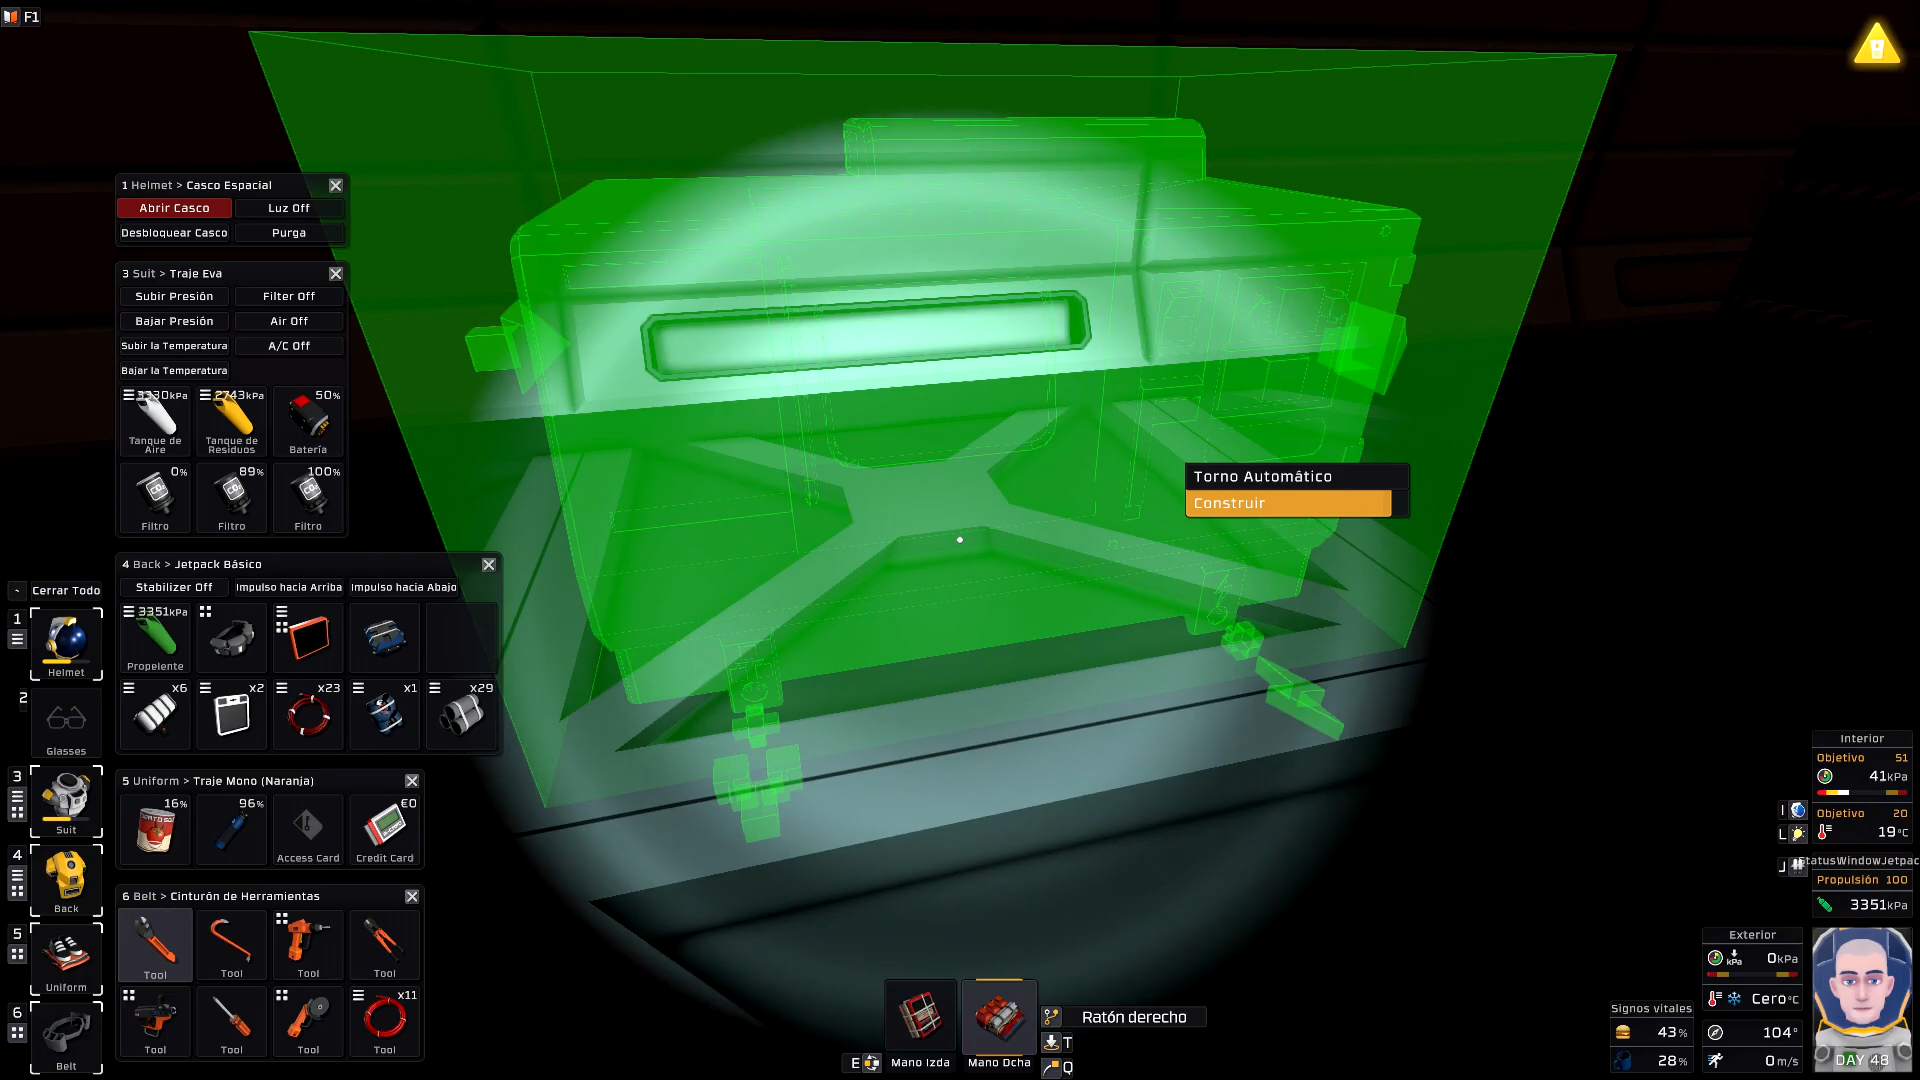 F1
1 Helmet > Casco Espacial
Abrir Casco
Luz Off
Desbloquear Casco
Purga
3 Suit > Traje Eva
Subir Presión
Filter Off
Bajar Presión
Air Off
Subir la Temperatura
A/C Off
Bajar la Temperatura
3330kPa
Tanque de Aire
2743kPa
Tanque de Residuos
50%
Batería
0%
Filtro
89%
Filtro
100%
Filtro
Torno Automático
Construir
4 Back > Jetpack Básico
Stabilizer Off
Impulso hacia Arriba
Impulso hacia Abajo
3351kPa
Propelente
x6
x2
x23
x1
x29
5 Uniform > Traje Mono (Naranja)
16%
96%
Access Card
€0
Credit Card
6 Belt > Cinturón de Herramientas
Tool
Tool
Tool
Tool
Tool
Tool
Tool
x11
Tool
~ Cerrar Todo
1
Helmet
2
Glasses
3
Suit
4
Back
5
Uniform
6
Belt
E
Mano Izda
Mano Dcha
Ratón derecho
T
Q
Interior
Objetivo 51
41kPa
Objetivo 20
19°C
I
L
J
StatusWindowJetpac
Propulsión 100
3351kPa
Exterior
kPa
0kPa
Cero°C
Signos vitales
43%
28%
104°
0m/s
DAY 48